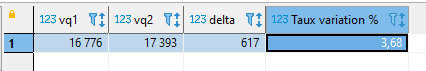 123 vq1 123 vq2 123 delta 123 Taux variation %
1 16 776 17 393 617 3,68